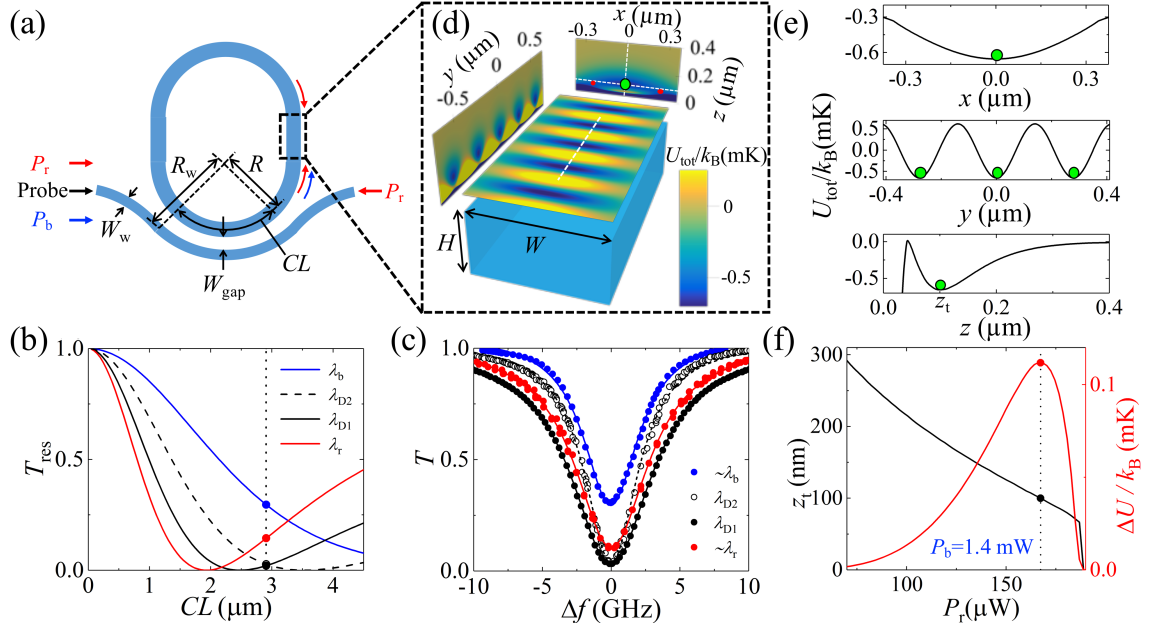 (a)
P_r
Probe
P_b
W_w
R_w
R
CL
W_gap
P_r
(d)
x (μm)
-0.3 0 0.3
y (μm)
-0.5 0 0.5
z (μm)
0.4
0.2
0
H
W
U_tot/k_B(mK)
0
-0.5
(e)
-0.3
-0.6
-0.3 0.0 0.3
x (μm)
U_tot/k_B(mK)
0.5
0.0
-0.5
-0.4 -0.2 0.0 0.2 0.4
y (μm)
0.0
-0.5
z_t
0.0 0.2 0.4
z (μm)
(b)
T_res
1.0
0.5
0.0
0 1 2 3 4
CL (μm)
λ_b
λ_D2
λ_D1
λ_r
(c)
T
1.0
0.5
0.0
-10 -5 0 5 10
Δf (GHz)
~λ_b
λ_D2
λ_D1
~λ_r
(f)
z_t (nm)
300
200
100
0
100 150
P_r(μW)
P_b=1.4 mW
0.1
0.0
ΔU / k_B (mK)